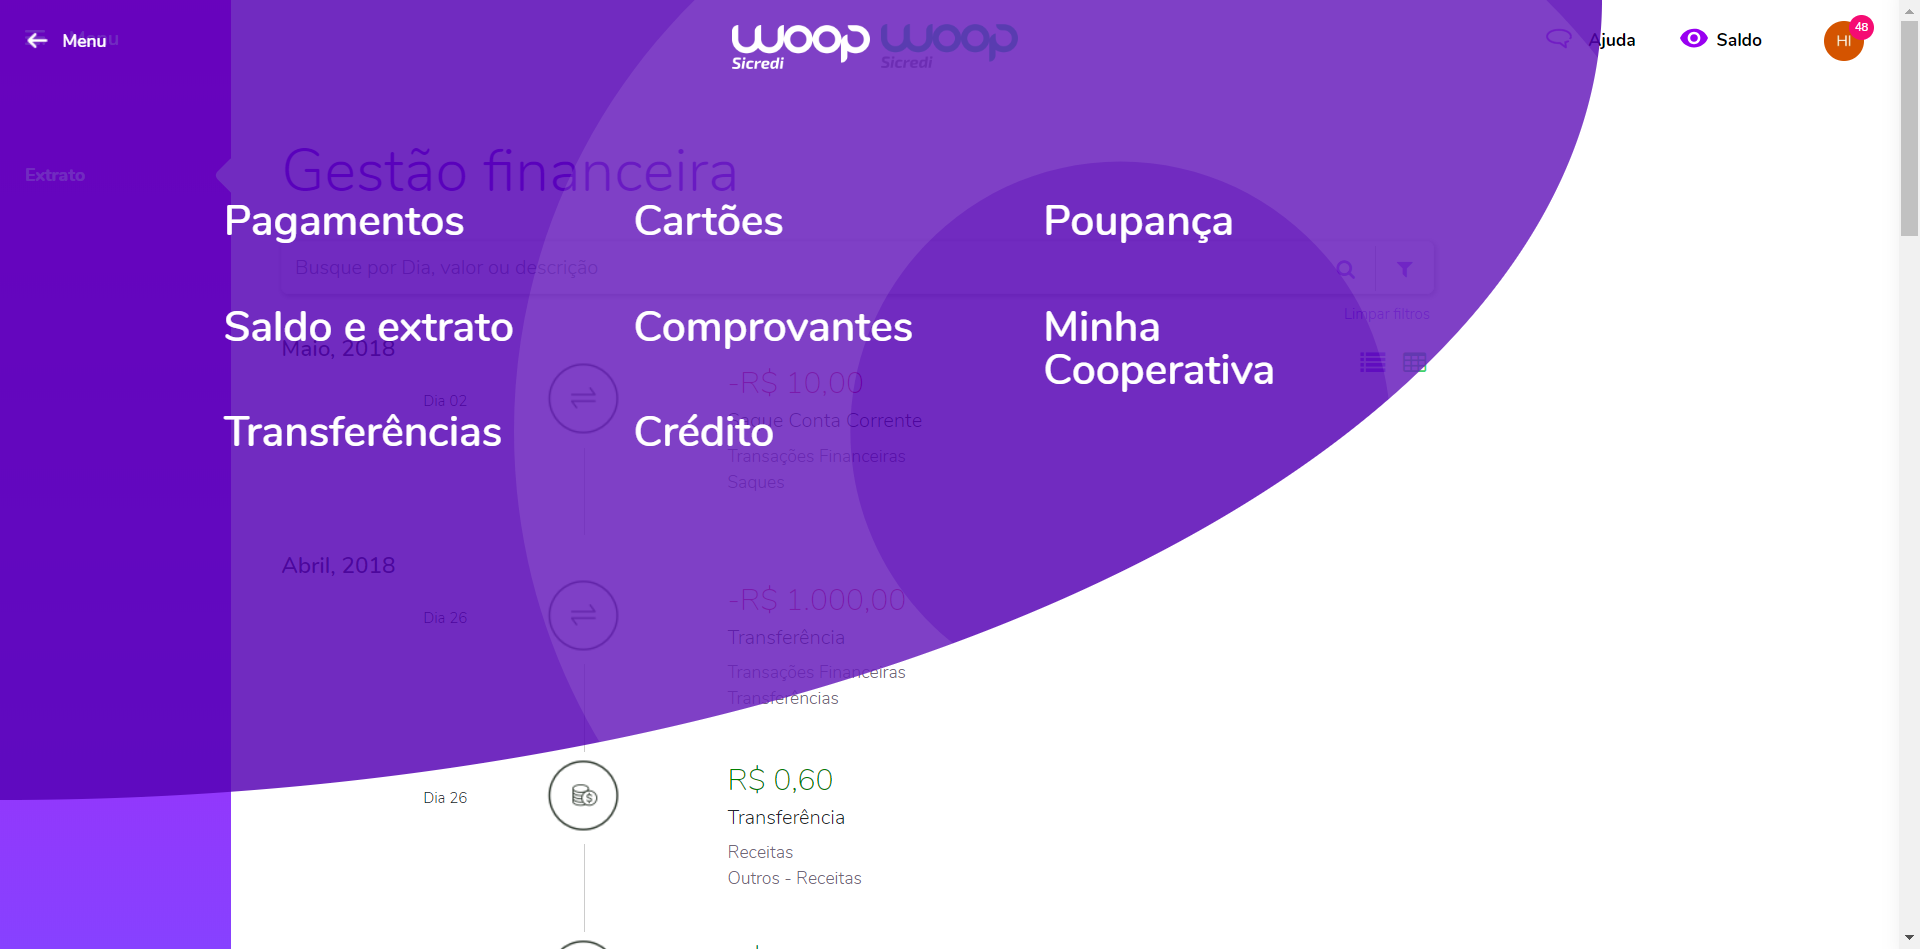 Menu
Menu
woop
Sicredi
woop
Sicredi
Ajuda
Saldo
HI
48
Extrato
Gestão financeira
Pagamentos
Cartões
Poupança
Busque por Dia, valor ou descrição
Limpar filtros
Saldo e extrato
Comprovantes
Minha
Cooperativa
Maio, 2018
Dia 02
-R$ 10,00
Saque Conta Corrente
Transferências
Crédito
Transações Financeiras
Saques
Abril, 2018
Dia 26
-R$ 1.000,00
Transferência
Transações Financeiras
Transferências
Dia 26
R$ 0,60
Transferência
Receitas
Outros - Receitas